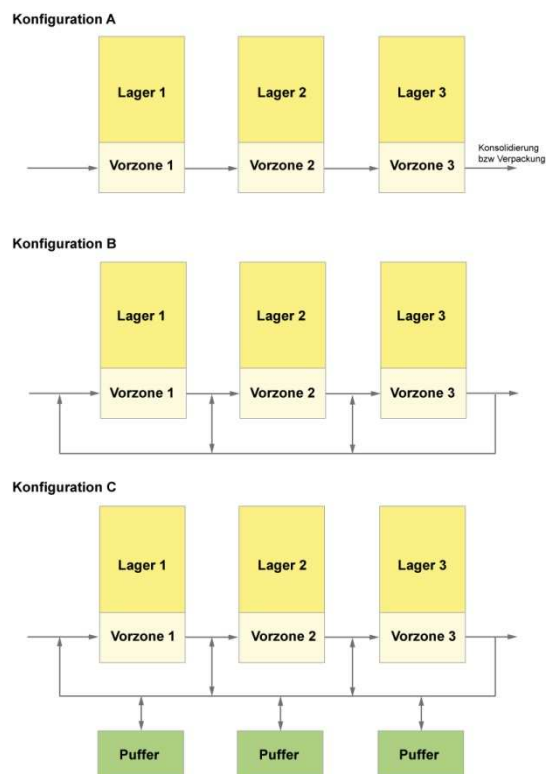 Konfiguration A
Lager 1
Lager 2
Lager 3
Vorzone 1
Vorzone 2
Vorzone 3
Konsolidierung
bzw Verpackung
Konfiguration B
Lager 1
Lager 2
Lager 3
Vorzone 1
Vorzone 2
Vorzone 3
Konfiguration C
Lager 1
Lager 2
Lager 3
Vorzone 1
Vorzone 2
Vorzone 3
Puffer
Puffer
Puffer